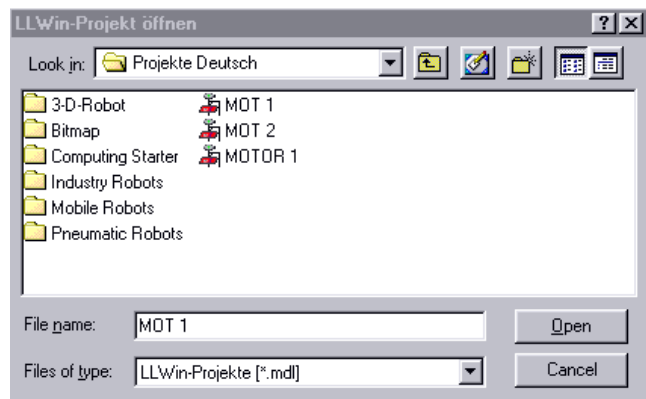 LLWin-Projekt öffnen
Look in: Projekte Deutsch
3-D-Robot MOT 1
Bitmap MOT 2
Computing Starter MOTOR 1
Industry Robots
Mobile Robots
Pneumatic Robots
File name: MOT 1 Open
Files of type: LLWin-Projekte [*.mdl] Cancel